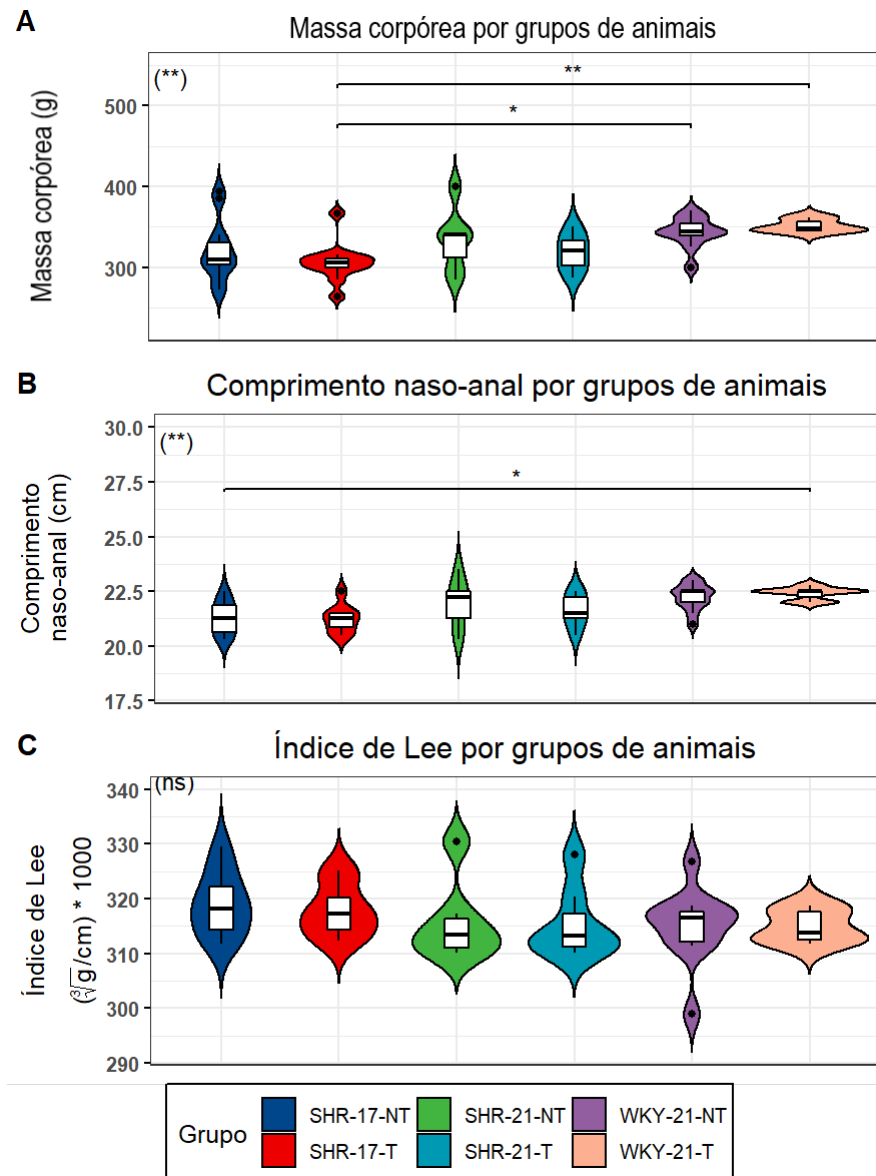 A
Massa corpórea por grupos de animais
(**)
**
*
Massa corpórea (g)
500
400
300
B
Comprimento naso-anal por grupos de animais
(**)
*
Comprimento
naso-anal (cm)
30.0
27.5
25.0
22.5
20.0
17.5
C
Índice de Lee por grupos de animais
(ns)
Índice de Lee
(∛g/cm) * 1000
340
330
320
310
300
290
Grupo
SHR-17-NT SHR-21-NT WKY-21-NT
SHR-17-T SHR-21-T WKY-21-T